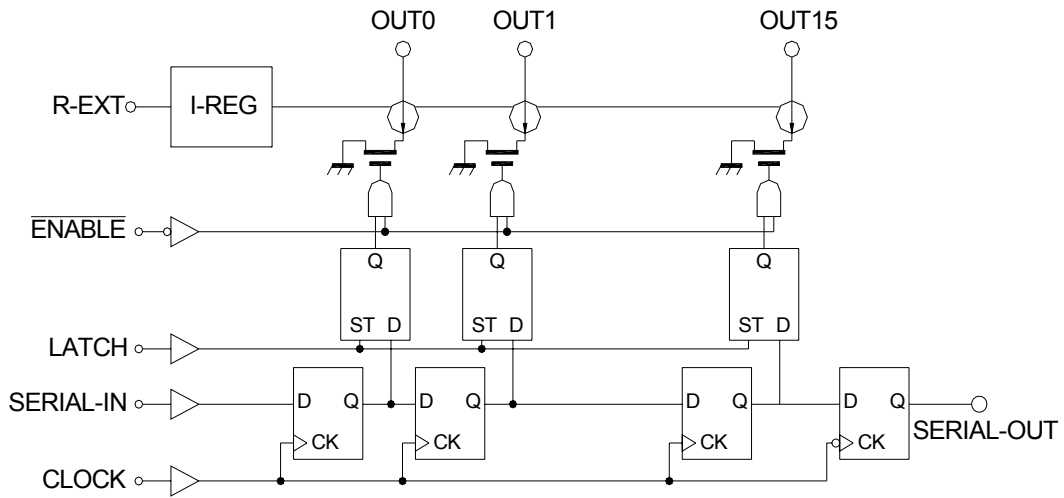 OUT0 OUT1 OUT15
R-EXT I-REG
ENABLE
Q Q Q
ST D ST D ST D
LATCH
SERIAL-IN D Q D Q D Q D Q
SERIAL-OUT
CK CK CK CK
CLOCK